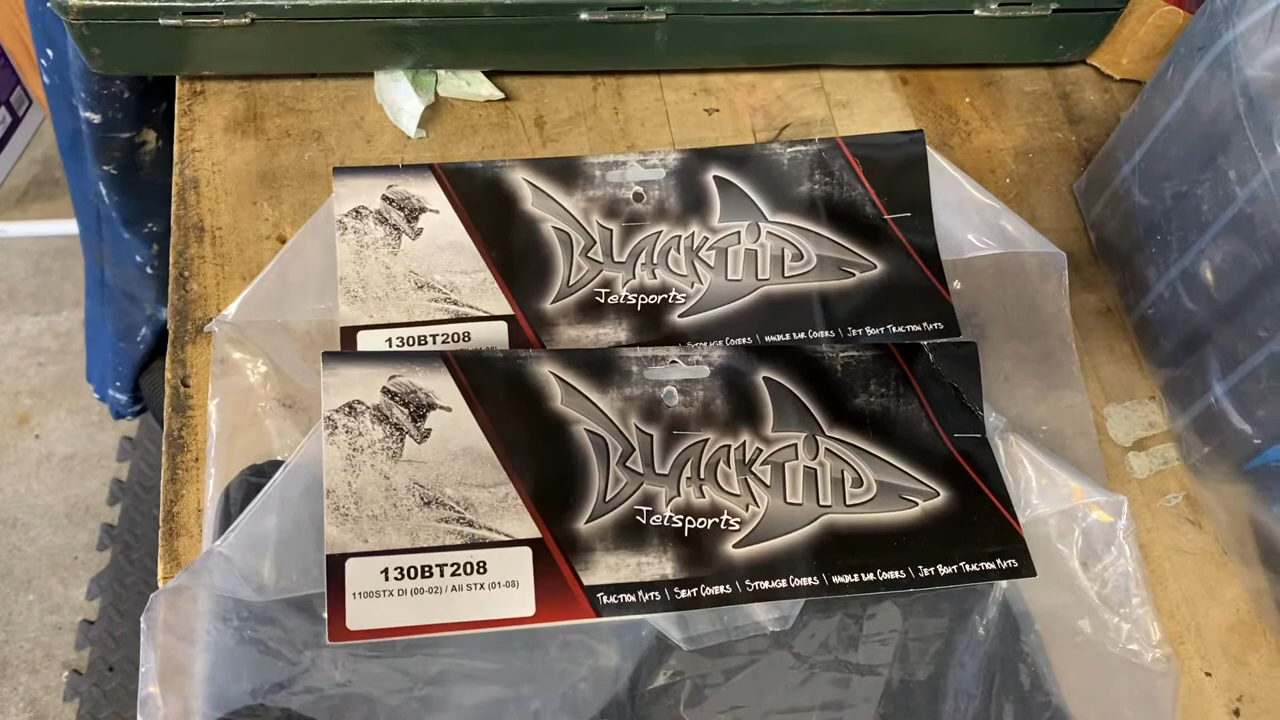 BLACKTiP
Jetsports
130BT208
STORAGE COVERS | HANDLE BAR COVERS | JET BOAT TRACTION MATS
BLACKTiP
Jetsports
130BT208
1100STX DI (00-02) / All STX (01-08)
TRACTION MATS | SEAT COVERS | STORAGE COVERS | HANDLE BAR COVERS | JET BOAT TRACTION MATS